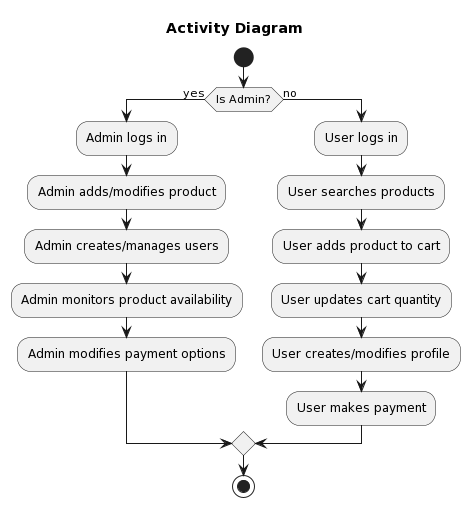 Activity Diagram
yes
Is Admin?
no
Admin logs in
Admin adds/modifies product
Admin creates/manages users
Admin monitors product availability
Admin modifies payment options
User logs in
User searches products
User adds product to cart
User updates cart quantity
User creates/modifies profile
User makes payment